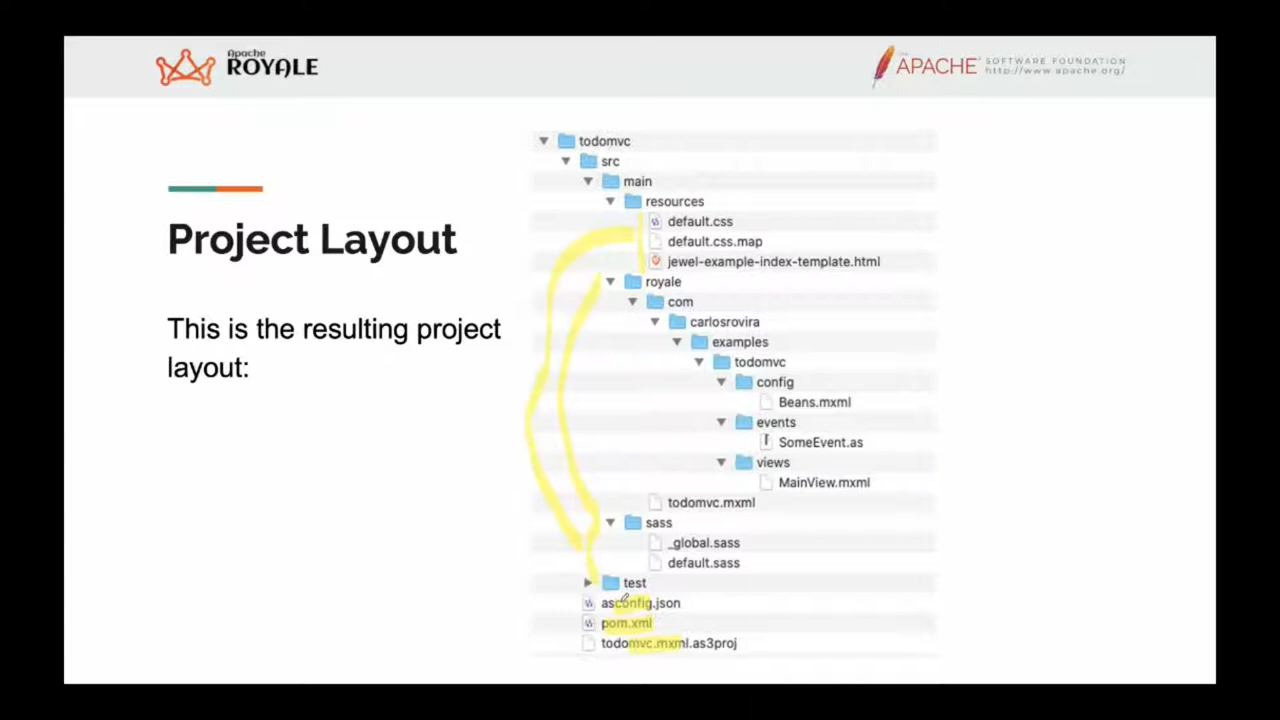 Apache
ROYALE
THE
APACHE SOFTWARE FOUNDATION
http://www.apache.org/
Project Layout
This is the resulting project
layout:
todomvc
src
main
resources
default.css
default.css.map
jewel-example-index-template.html
royale
com
carlosrovira
examples
todomvc
config
Beans.mxml
events
SomeEvent.as
views
MainView.mxml
todomvc.mxml
sass
_global.sass
default.sass
test
asconfig.json
pom.xml
todomvc.mxml.as3proj